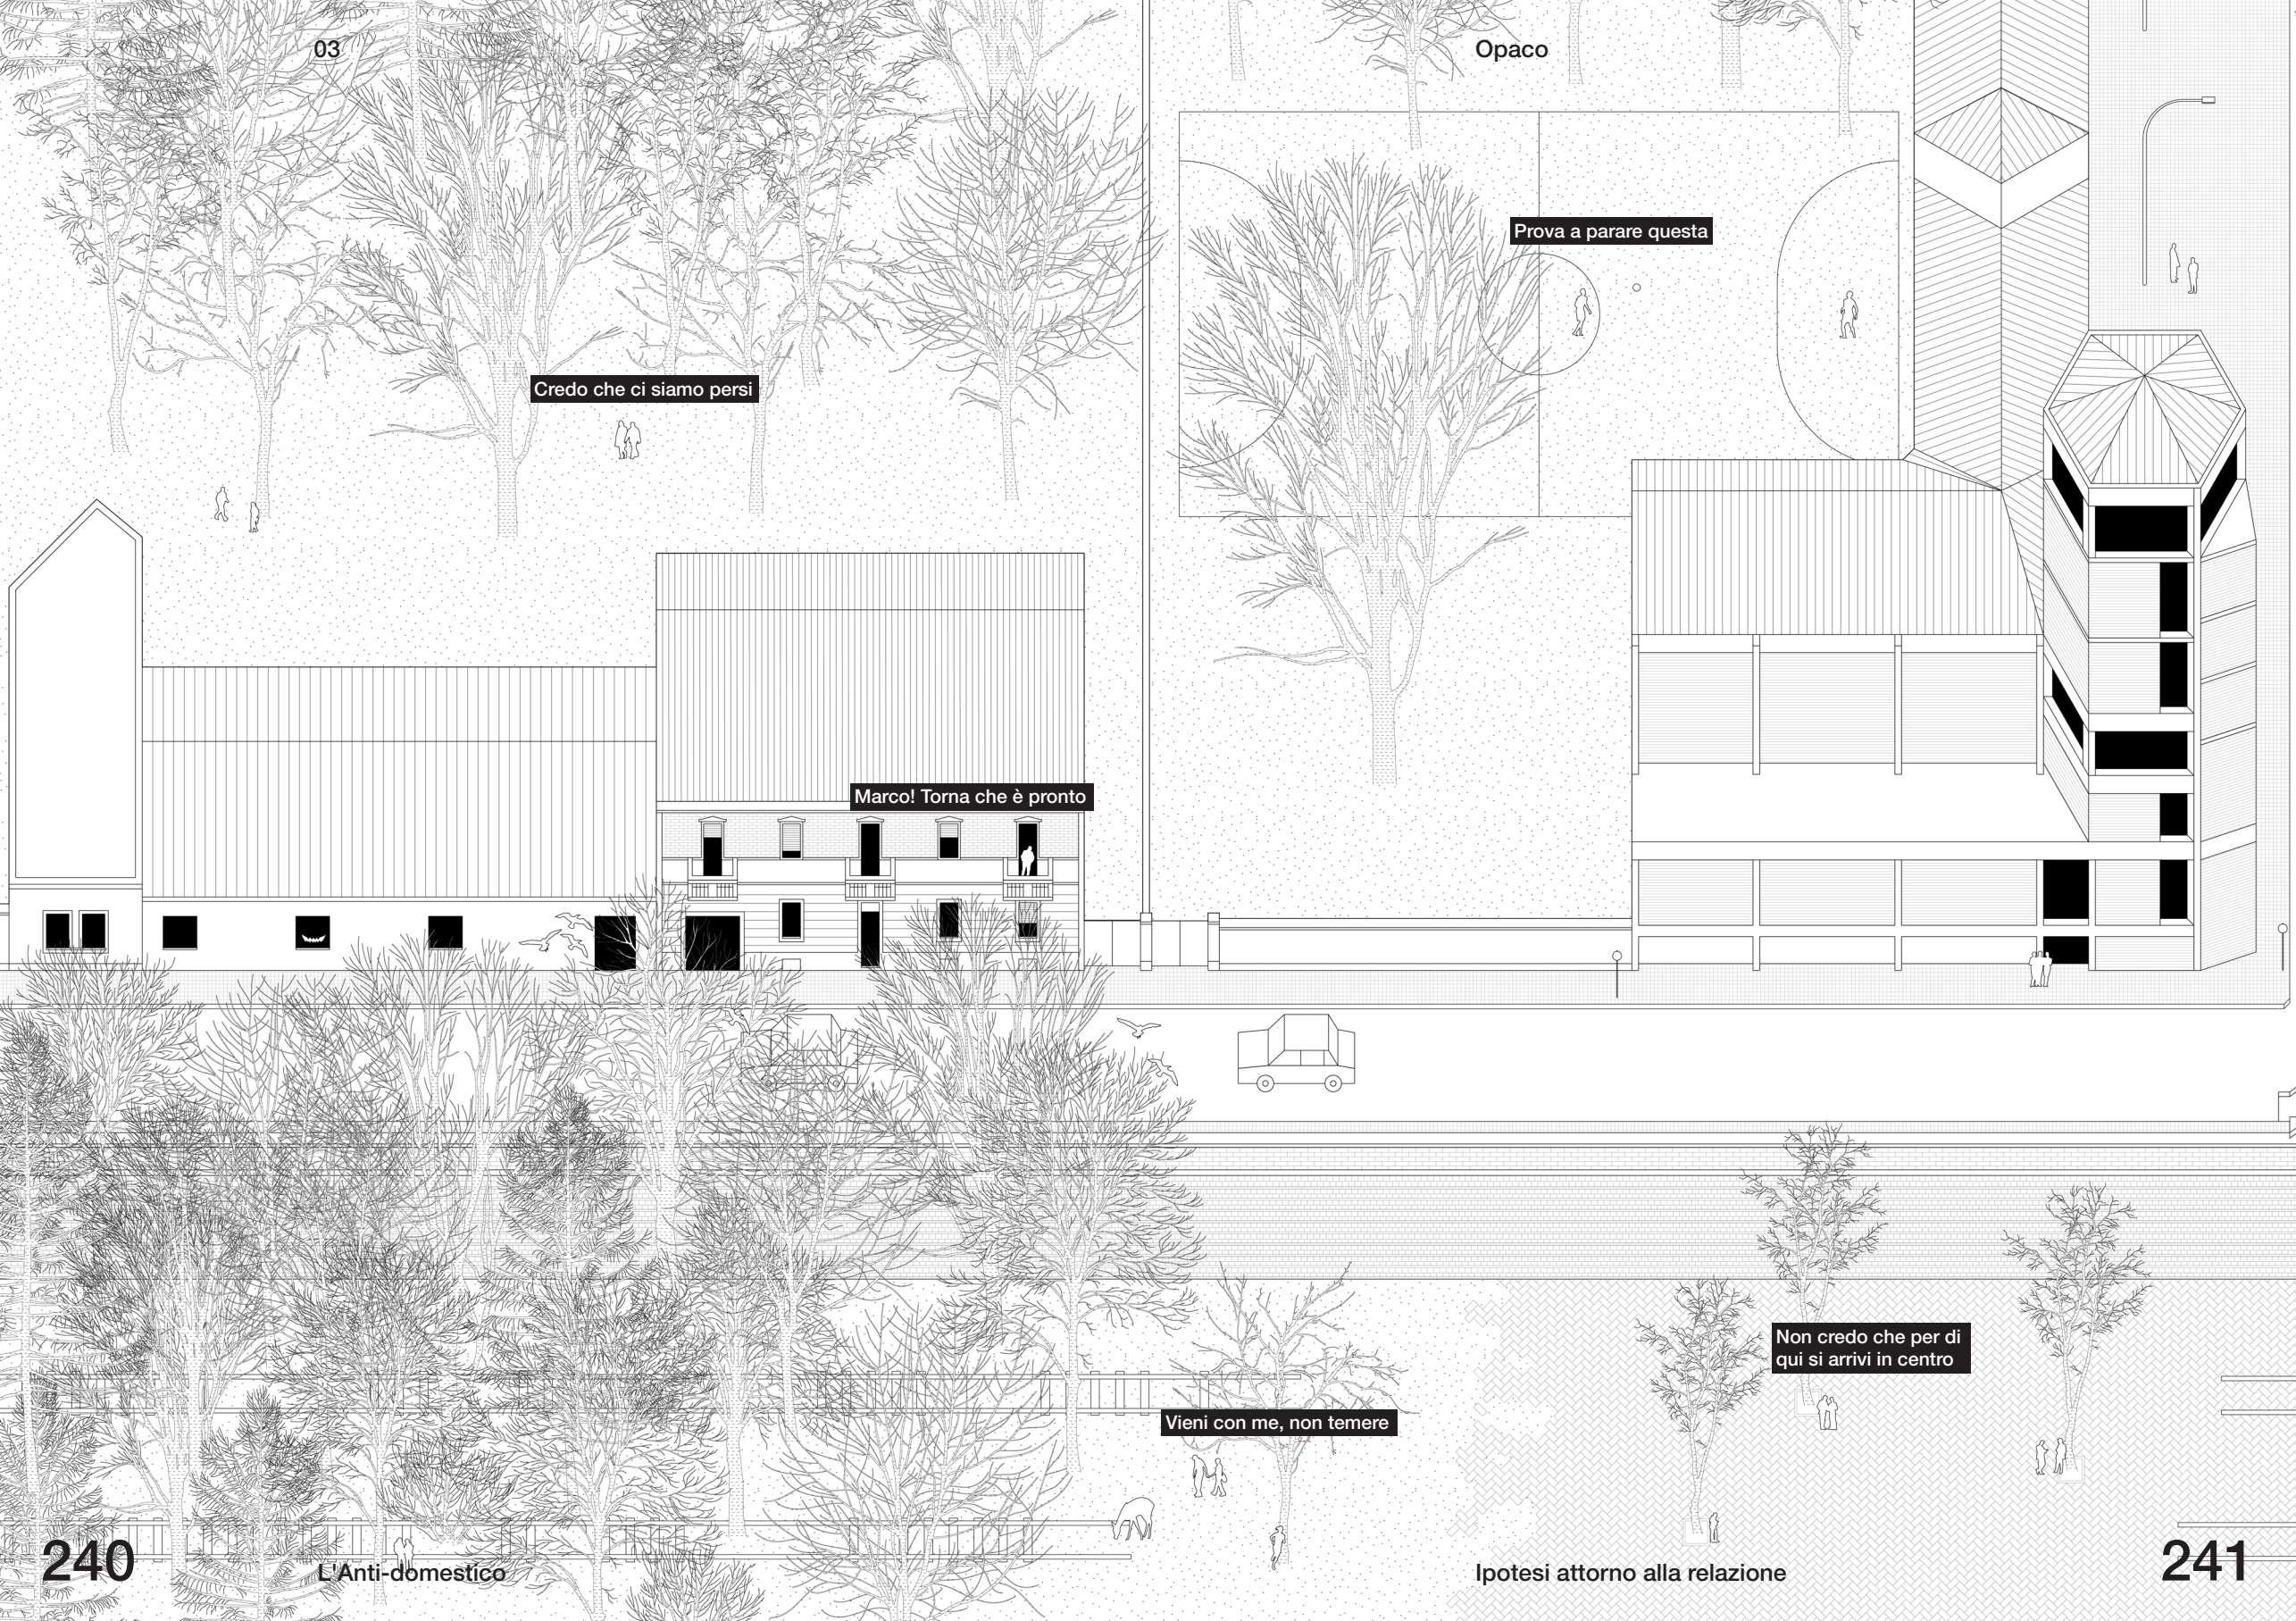 03
Opaco
Prova a parare questa
Credo che ci siamo persi
Marco! Torna che è pronto
Non credo che per di
qui si arrivi in centro
Vieni con me, non temere
240
L'Anti-domestico
Ipotesi attorno alla relazione
241